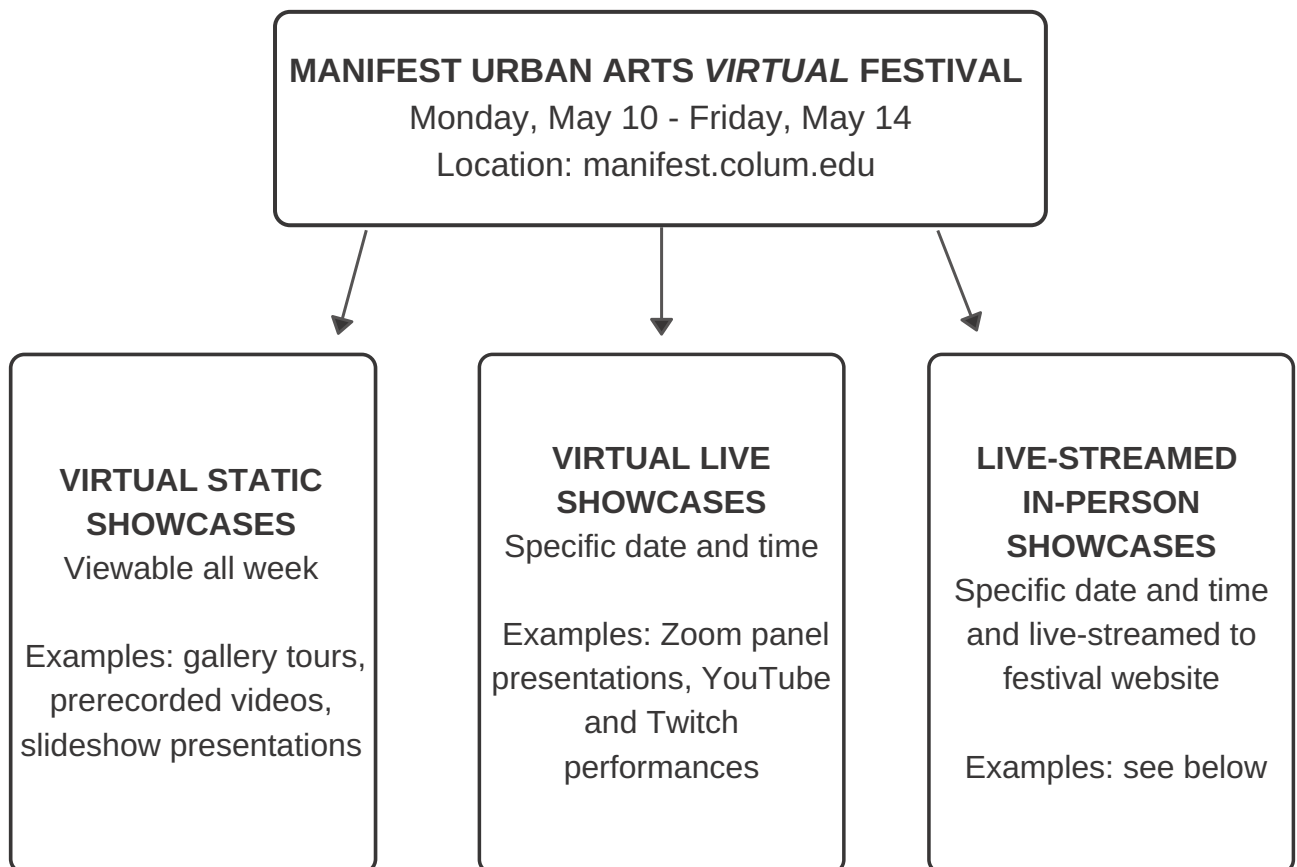 MANIFEST URBAN ARTS VIRTUAL FESTIVAL
Monday, May 10 - Friday, May 14
Location: manifest.colum.edu
VIRTUAL STATIC
SHOWCASES
Viewable all week
Examples: gallery tours,
prerecorded videos,
slideshow presentations
VIRTUAL LIVE
SHOWCASES
Specific date and time
Examples: Zoom panel
presentations, YouTube
and Twitch
performances
LIVE-STREAMED
IN-PERSON
SHOWCASES
Specific date and time
and live-streamed to
festival website
Examples: see below